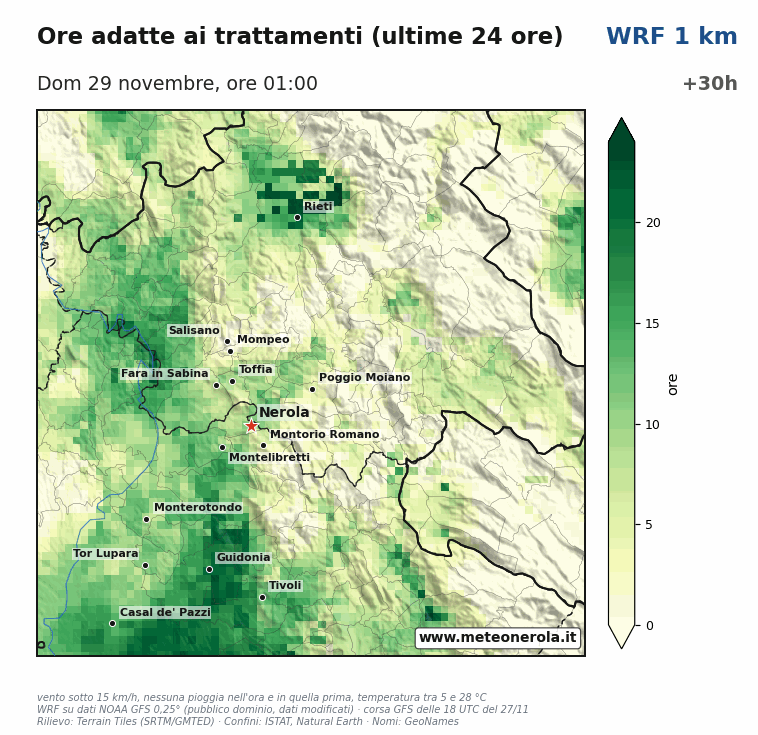 Ore adatte ai trattamenti (ultime 24 ore)
WRF 1 km
Dom 29 novembre, ore 01:00
+30h
Rieti
Salisano
Mompeo
Fara in Sabina
Toffia
Poggio Moiano
Nerola
Montorio Romano
Montelibretti
Monterotondo
Tor Lupara
Guidonia
Tivoli
Casal de' Pazzi
www.meteonerola.it
20
15
10
5
0
ore
vento sotto 15 km/h, nessuna pioggia nell'ora e in quella prima, temperatura tra 5 e 28 °C
WRF su dati NOAA GFS 0,25° (pubblico dominio, dati modificati) · corsa GFS delle 18 UTC del 27/11
Rilievo: Terrain Tiles (SRTM/GMTED) · Confini: ISTAT, Natural Earth · Nomi: GeoNames